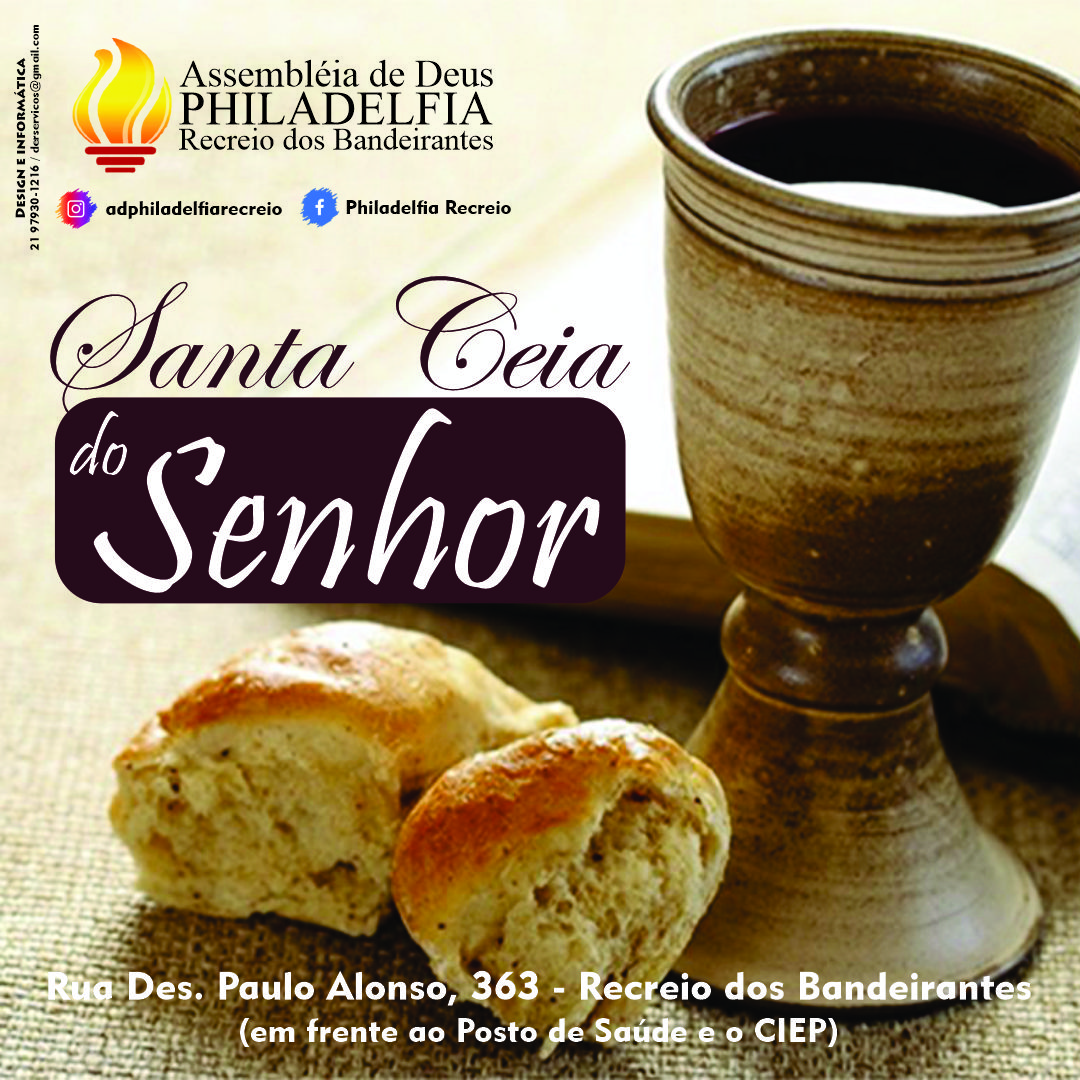 DESIGN E INFORMÁTICA
21 97930-1216 / derservicos@gmail.com
Assembléia de Deus
PHILADELFIA
Recreio dos Bandeirantes
adphiladelfiarecreio
Philadelfia Recreio
Santa Ceia
do
Senhor
Rua Des. Paulo Alonso, 363 - Recreio dos Bandeirantes
(em frente ao Posto de Saúde e o CIEP)